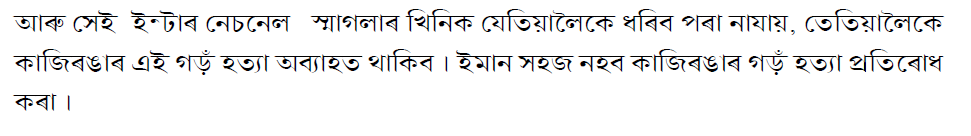 আৰু সেই ইন্টাৰ নেচনেল স্মাগলাৰ খিনিক যেতিয়ালৈকে ধৰিব পৰা নাযায়, তেতিয়ালৈকে
কাজিৰঙাৰ এই গড়ঁ হত্যা অব্যাহত থাকিব । ইমান সহজ নহব কাজিৰঙাৰ গড়ঁ হত্যা প্ৰতিৰোধ
কৰা ।